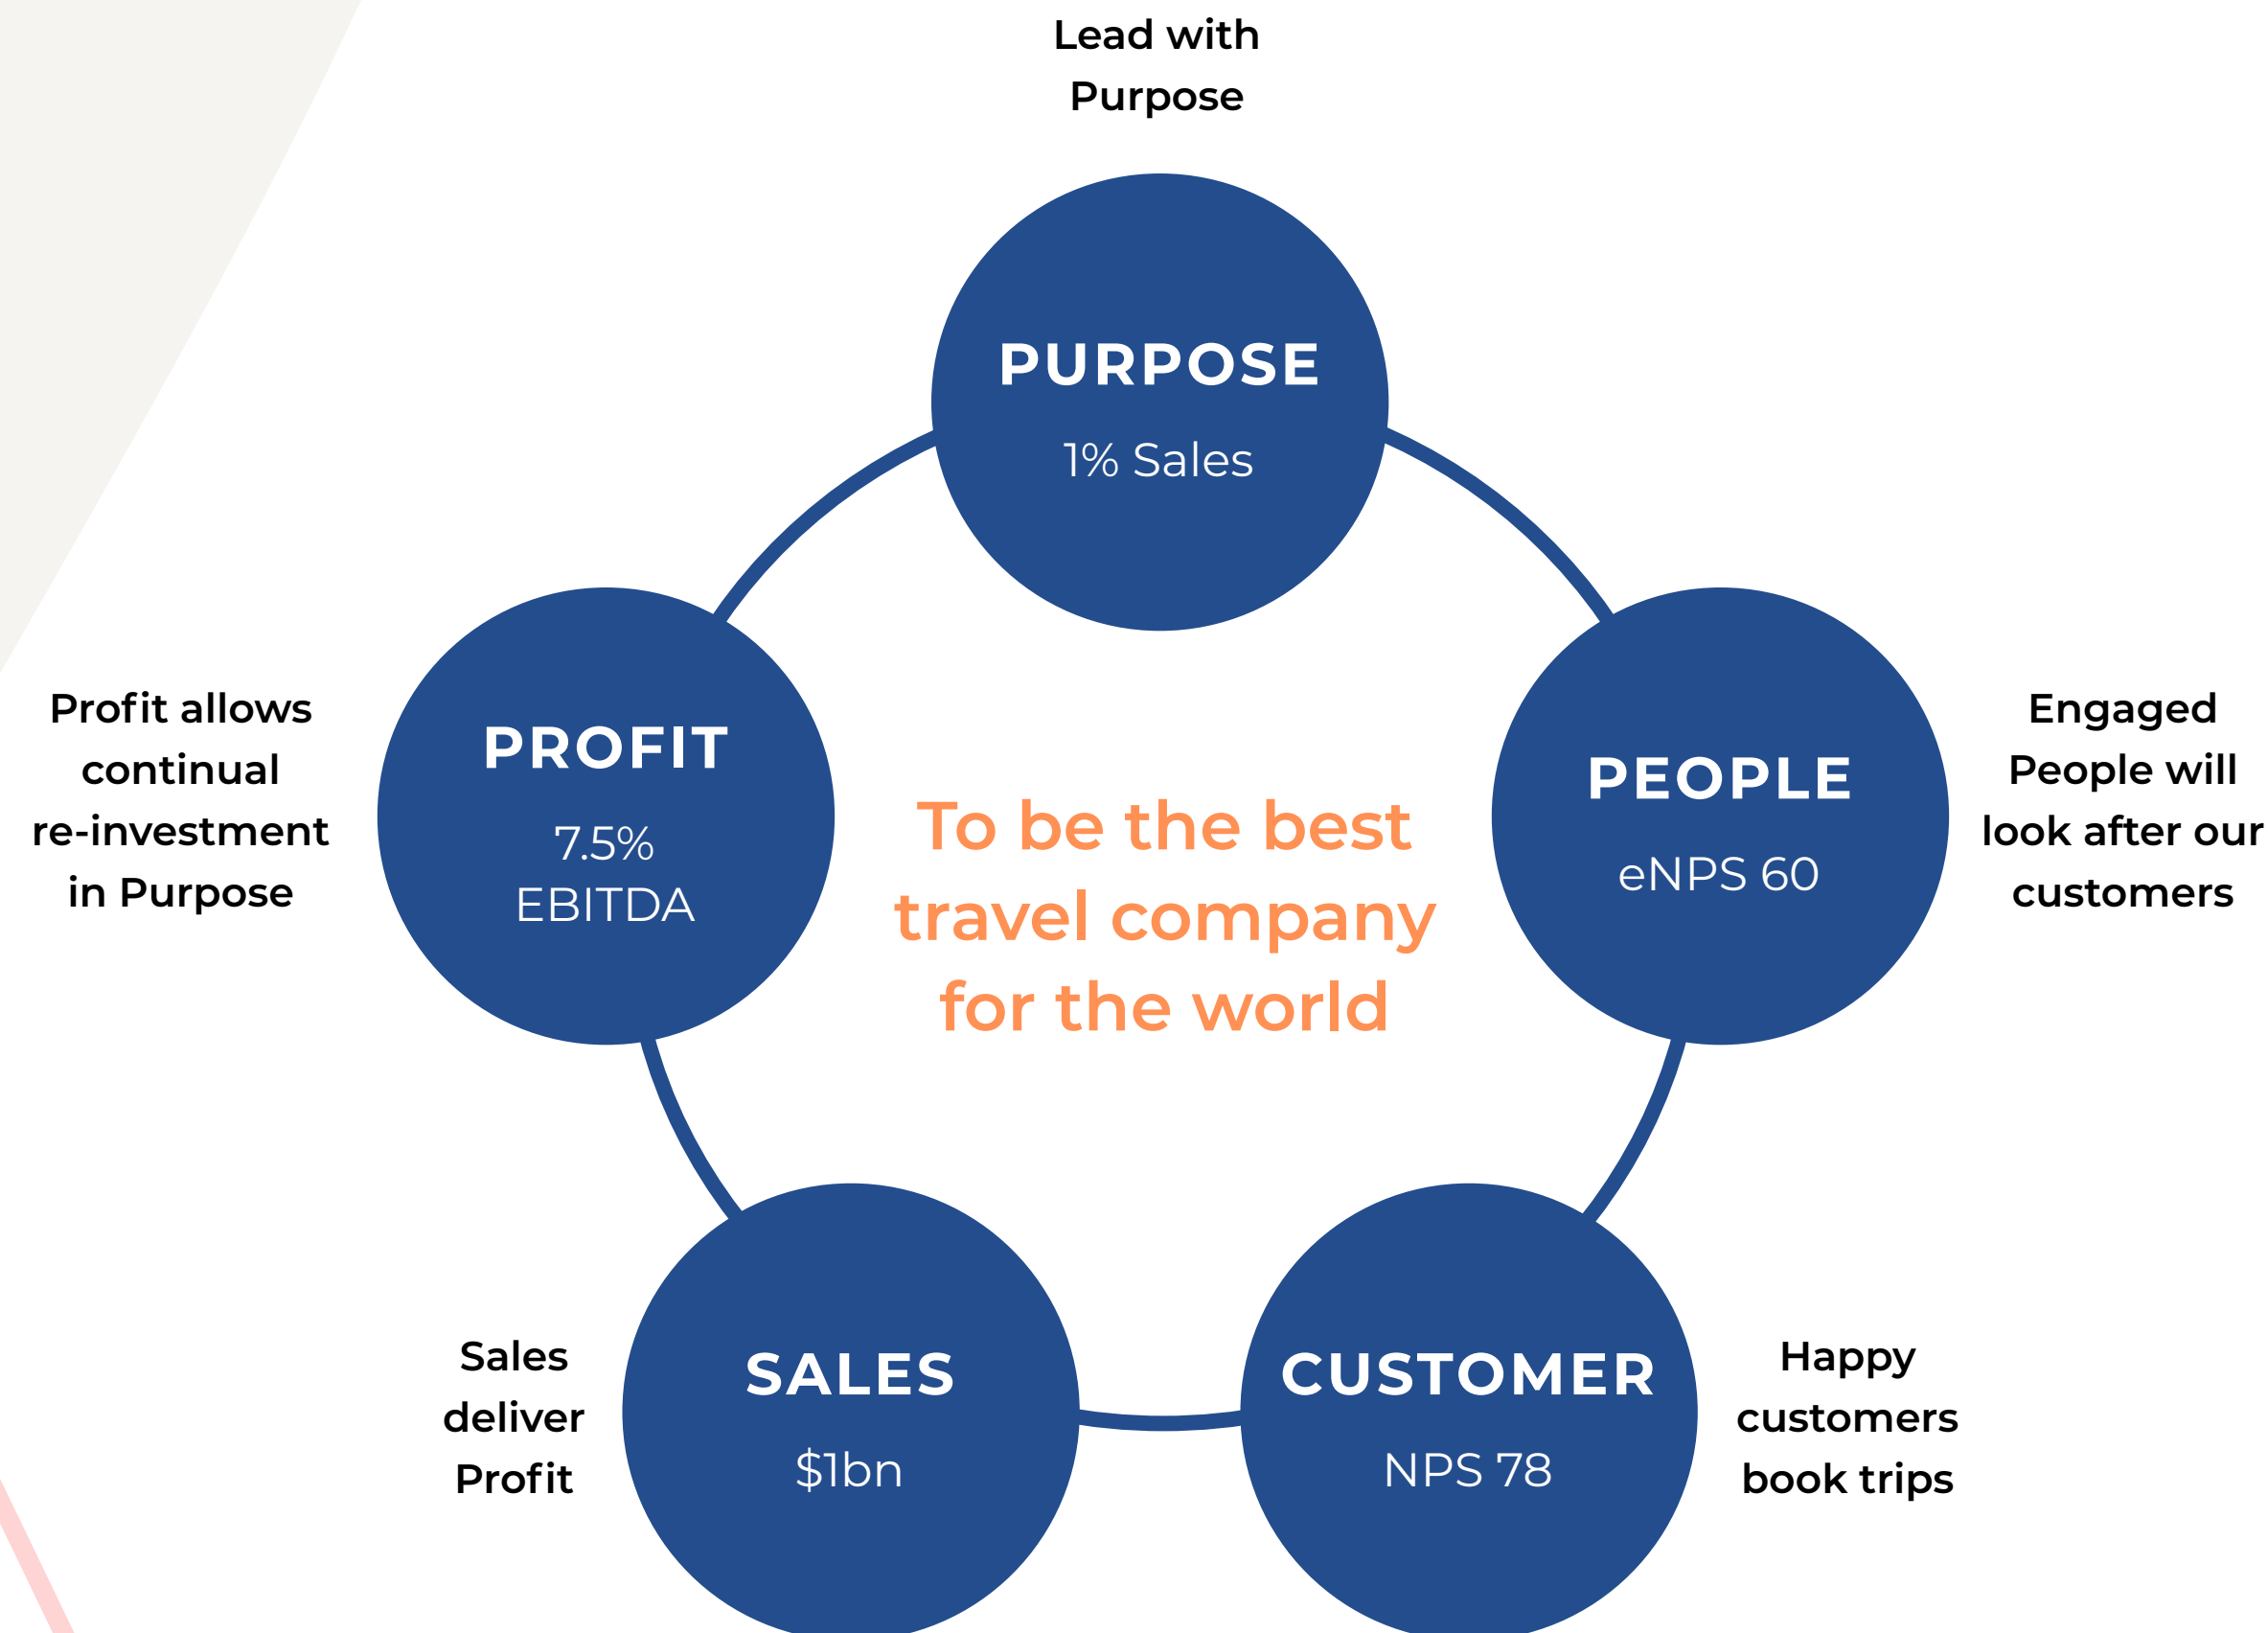 Lead with
Purpose
PURPOSE
1% Sales
PEOPLE
eNPS 60
Engaged
People will
look after our
customers
CUSTOMER
NPS 78
Happy
customers
book trips
SALES
$1bn
Sales
deliver
Profit
PROFIT
7.5%
EBITDA
Profit allows
continual
re-investment
in Purpose
To be the best
travel company
for the world